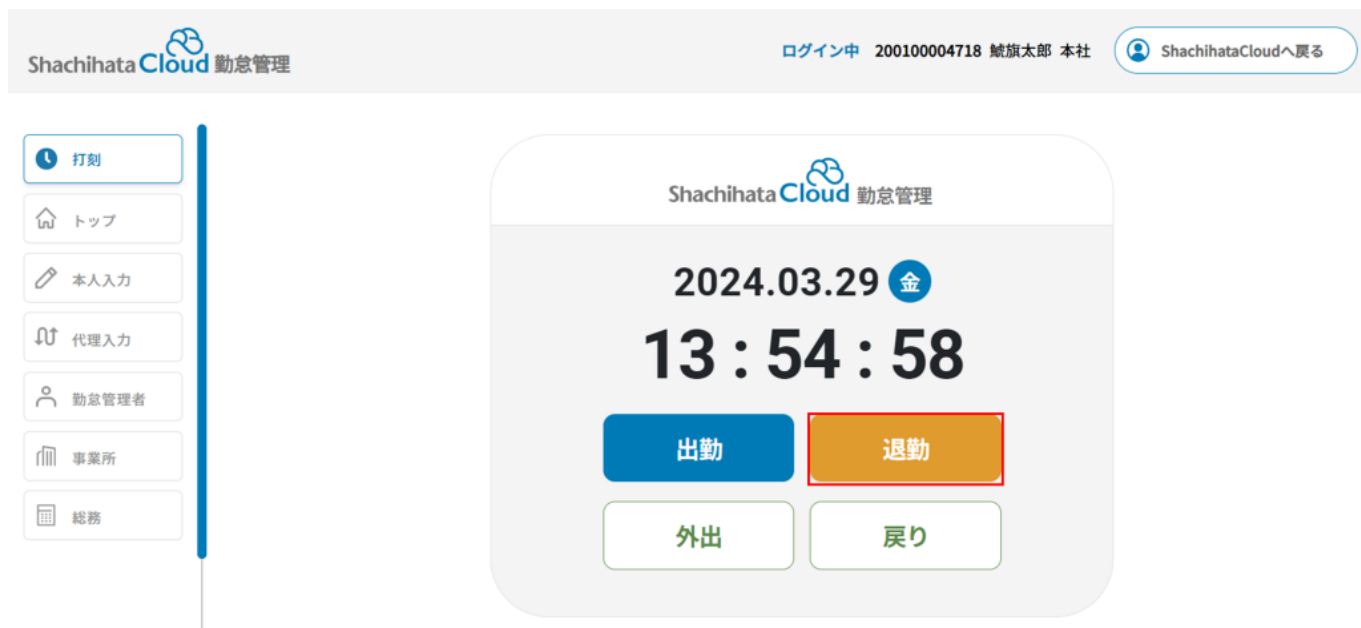 Shachihata Cloud 勤怠管理
ログイン中 200100004718 鯱旗太郎 本社
ShachihataCloudへ戻る
打刻
トップ
本人入力
代理入力
勤怠管理者
事業所
総務
Shachihata Cloud 勤怠管理
2024.03.29 金
13 : 54 : 58
出勤
退勤
外出
戻り